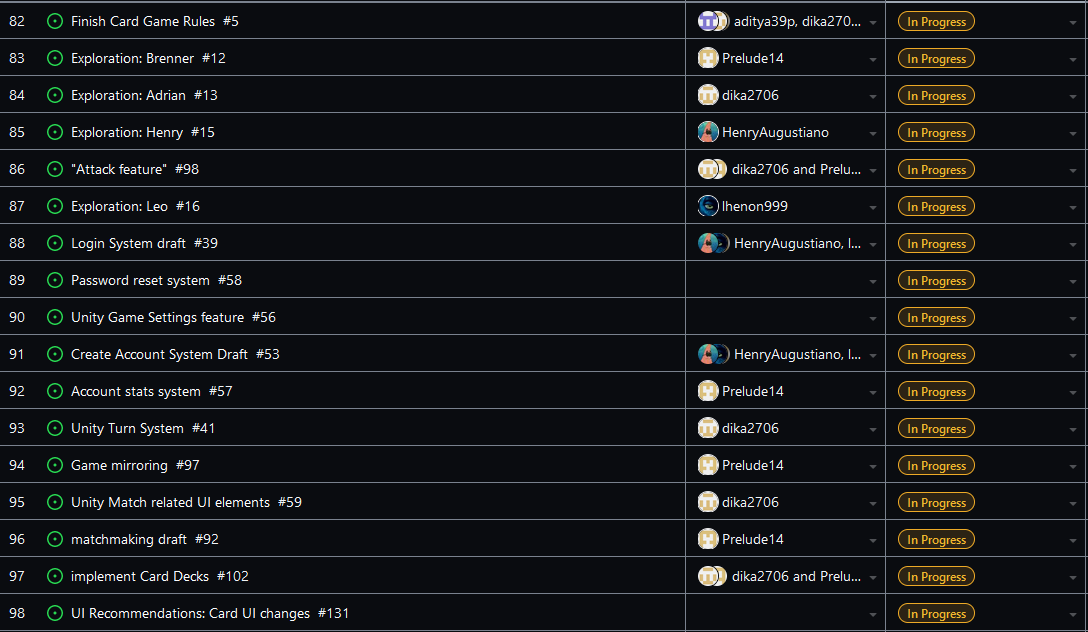 82 Finish Card Game Rules #5 aditya39p, dika270... In Progress
83 Exploration: Brenner #12 Prelude14 In Progress
84 Exploration: Adrian #13 dika2706 In Progress
85 Exploration: Henry #15 HenryAugustiano In Progress
86 "Attack feature" #98 dika2706 and Prelu... In Progress
87 Exploration: Leo #16 lhenon999 In Progress
88 Login System draft #39 HenryAugustiano, l... In Progress
89 Password reset system #58 In Progress
90 Unity Game Settings feature #56 In Progress
91 Create Account System Draft #53 HenryAugustiano, l... In Progress
92 Account stats system #57 Prelude14 In Progress
93 Unity Turn System #41 dika2706 In Progress
94 Game mirroring #97 Prelude14 In Progress
95 Unity Match related UI elements #59 dika2706 In Progress
96 matchmaking draft #92 Prelude14 In Progress
97 implement Card Decks #102 dika2706 and Prelu... In Progress
98 UI Recommendations: Card UI changes #131 In Progress